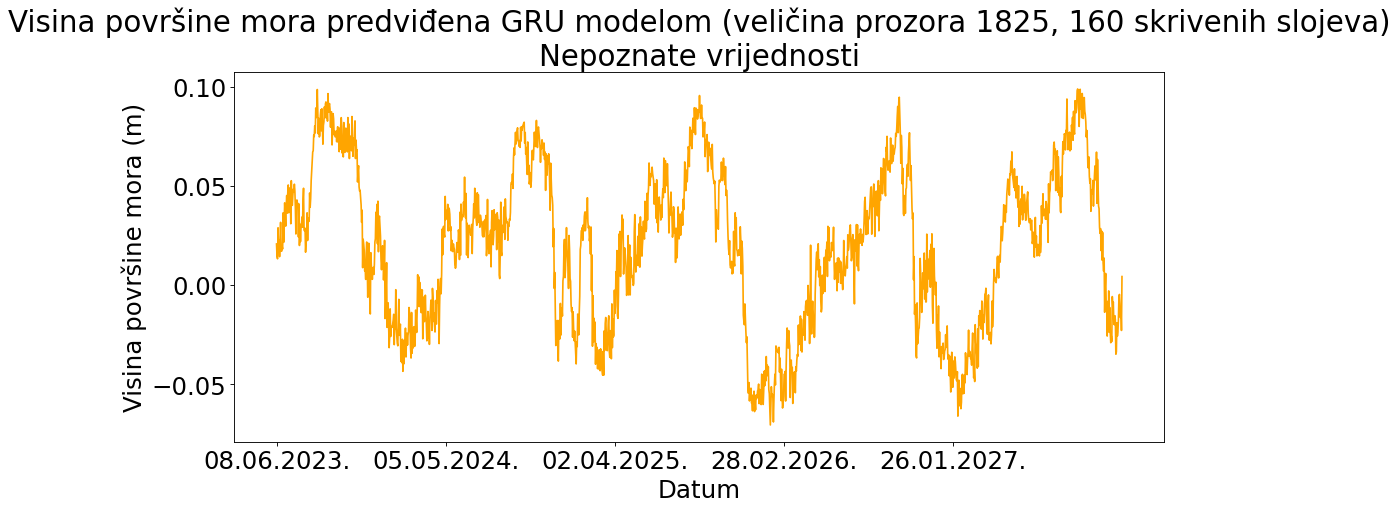 Visina površine mora predviđena GRU modelom (veličina prozora 1825, 160 skrivenih slojeva)
Nepoznate vrijednosti
Visina površine mora (m)
0.10
0.05
0.00
−0.05
08.06.2023. 05.05.2024. 02.04.2025. 28.02.2026. 26.01.2027.
Datum